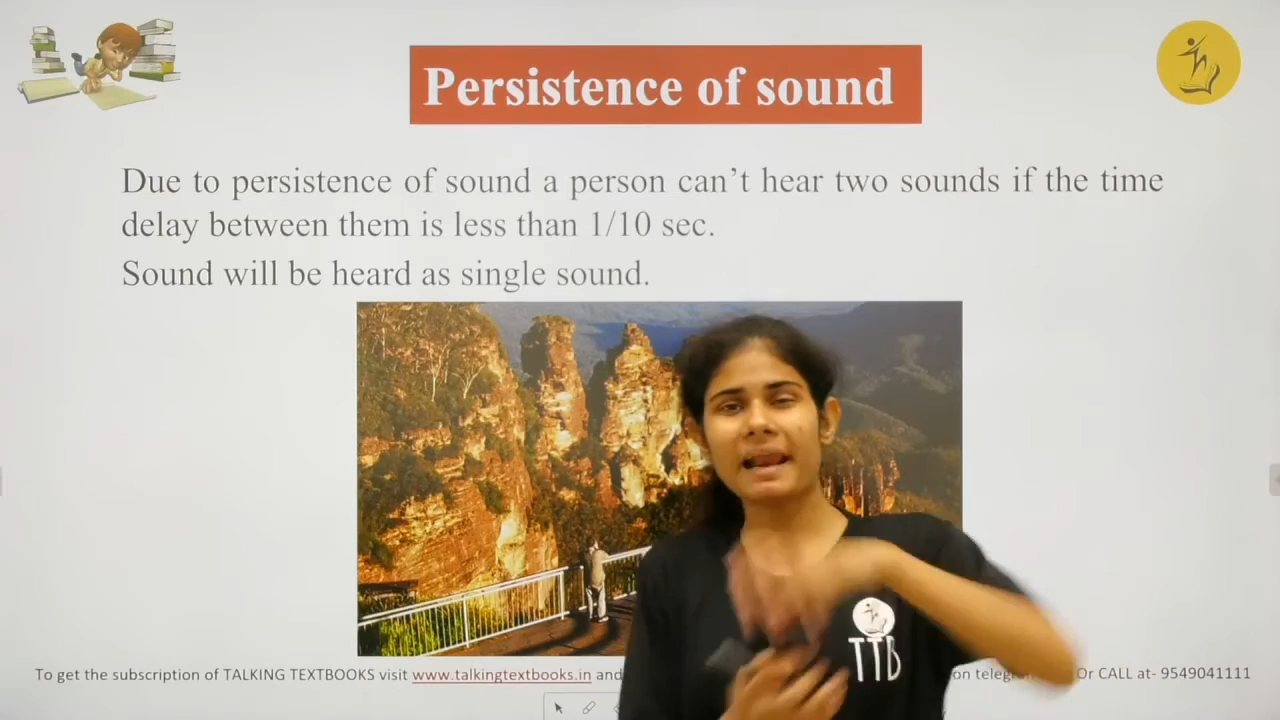 Persistence of sound
Due to persistence of sound a person can't hear two sounds if the time
delay between them is less than 1/10 sec.
Sound will be heard as single sound.
TTB
To get the subscription of TALKING TEXTBOOKS visit www.talkingtextbooks.in and on Or CALL at- 9549041111